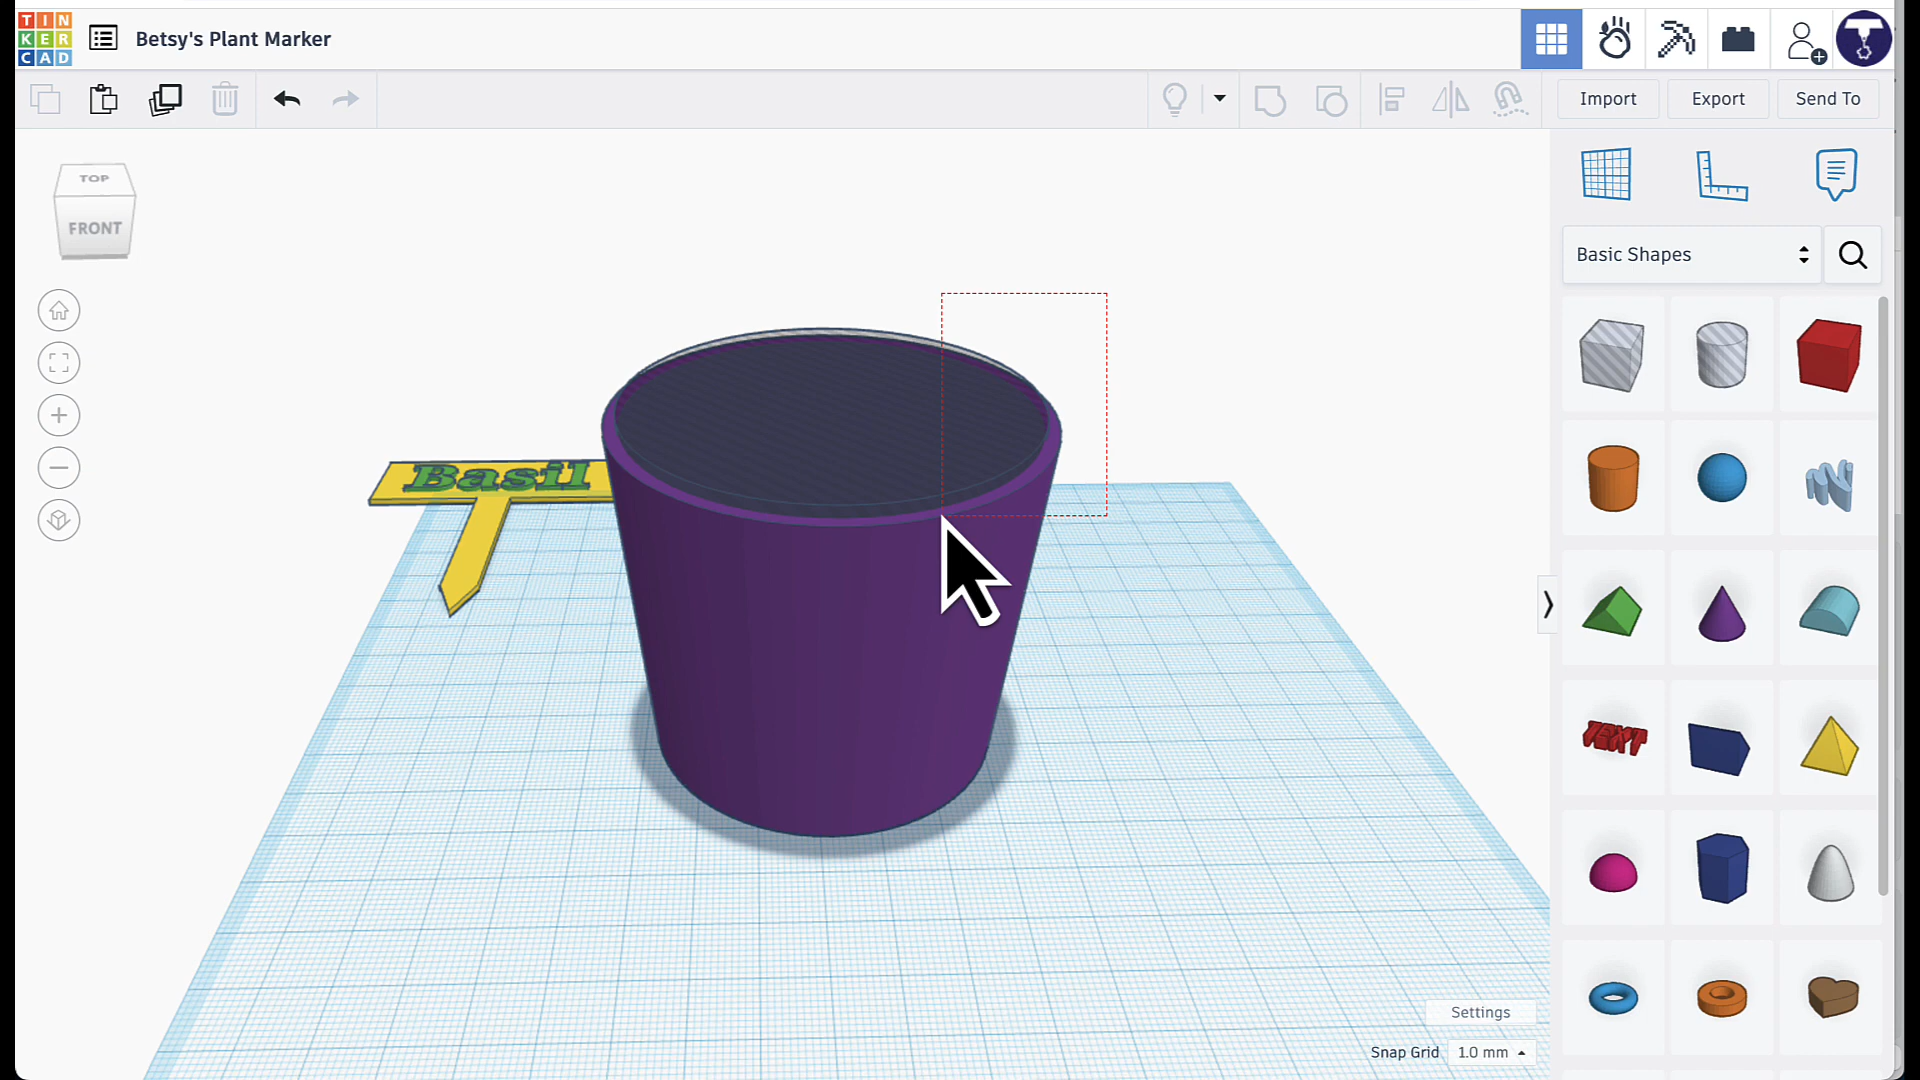 TIN
KER
CAD
Betsy's Plant Marker
Import
Export
Send To
TOP
FRONT
Basic Shapes
Basil
TEXT
Settings
Snap Grid
1.0 mm